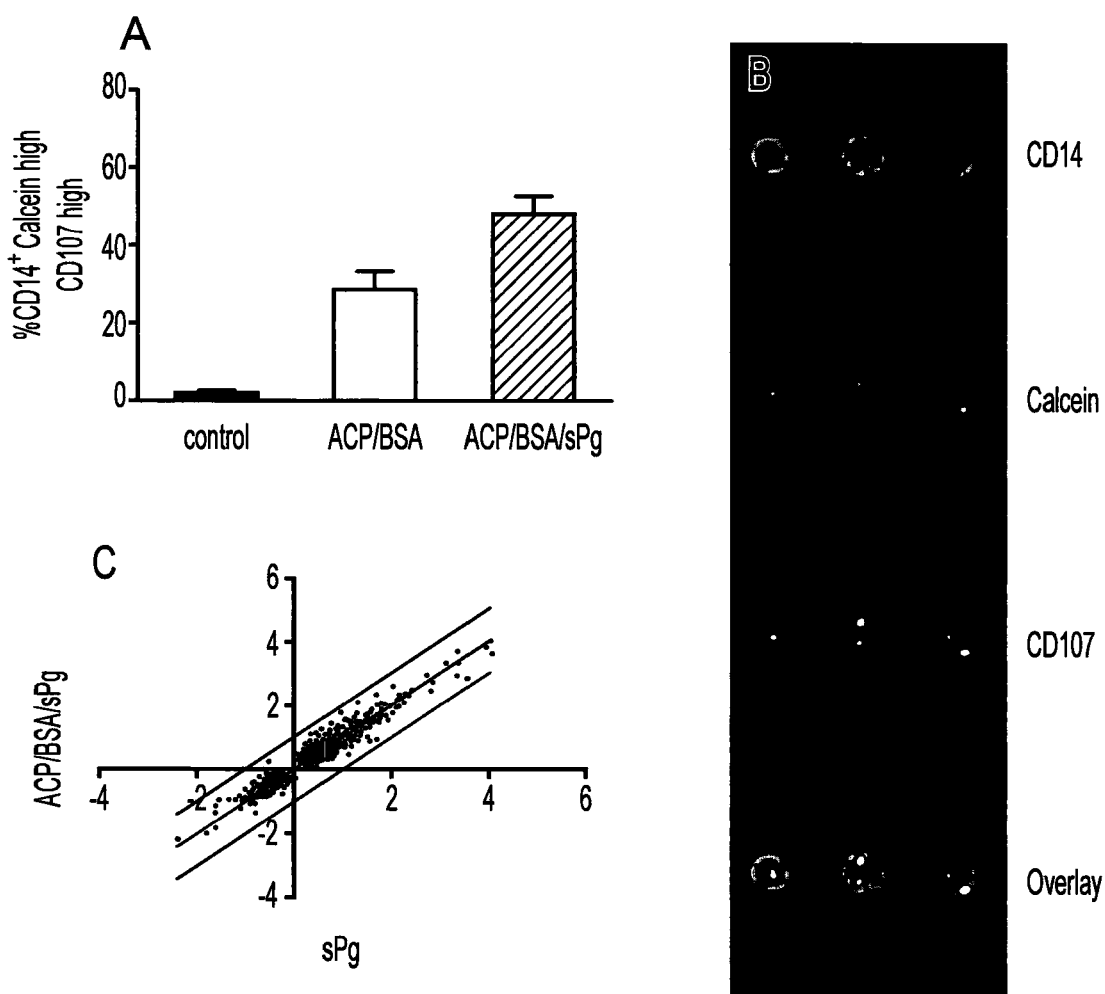 A
80
60
40
20
0
%CD14+ Calcein high
CD107 high
control
ACP/BSA
ACP/BSA/sPg
B
CD14
Calcein
CD107
Overlay
C
6
4
2
-4
-2
2
4
6
-2
-4
ACP/BSA/sPg
sPg